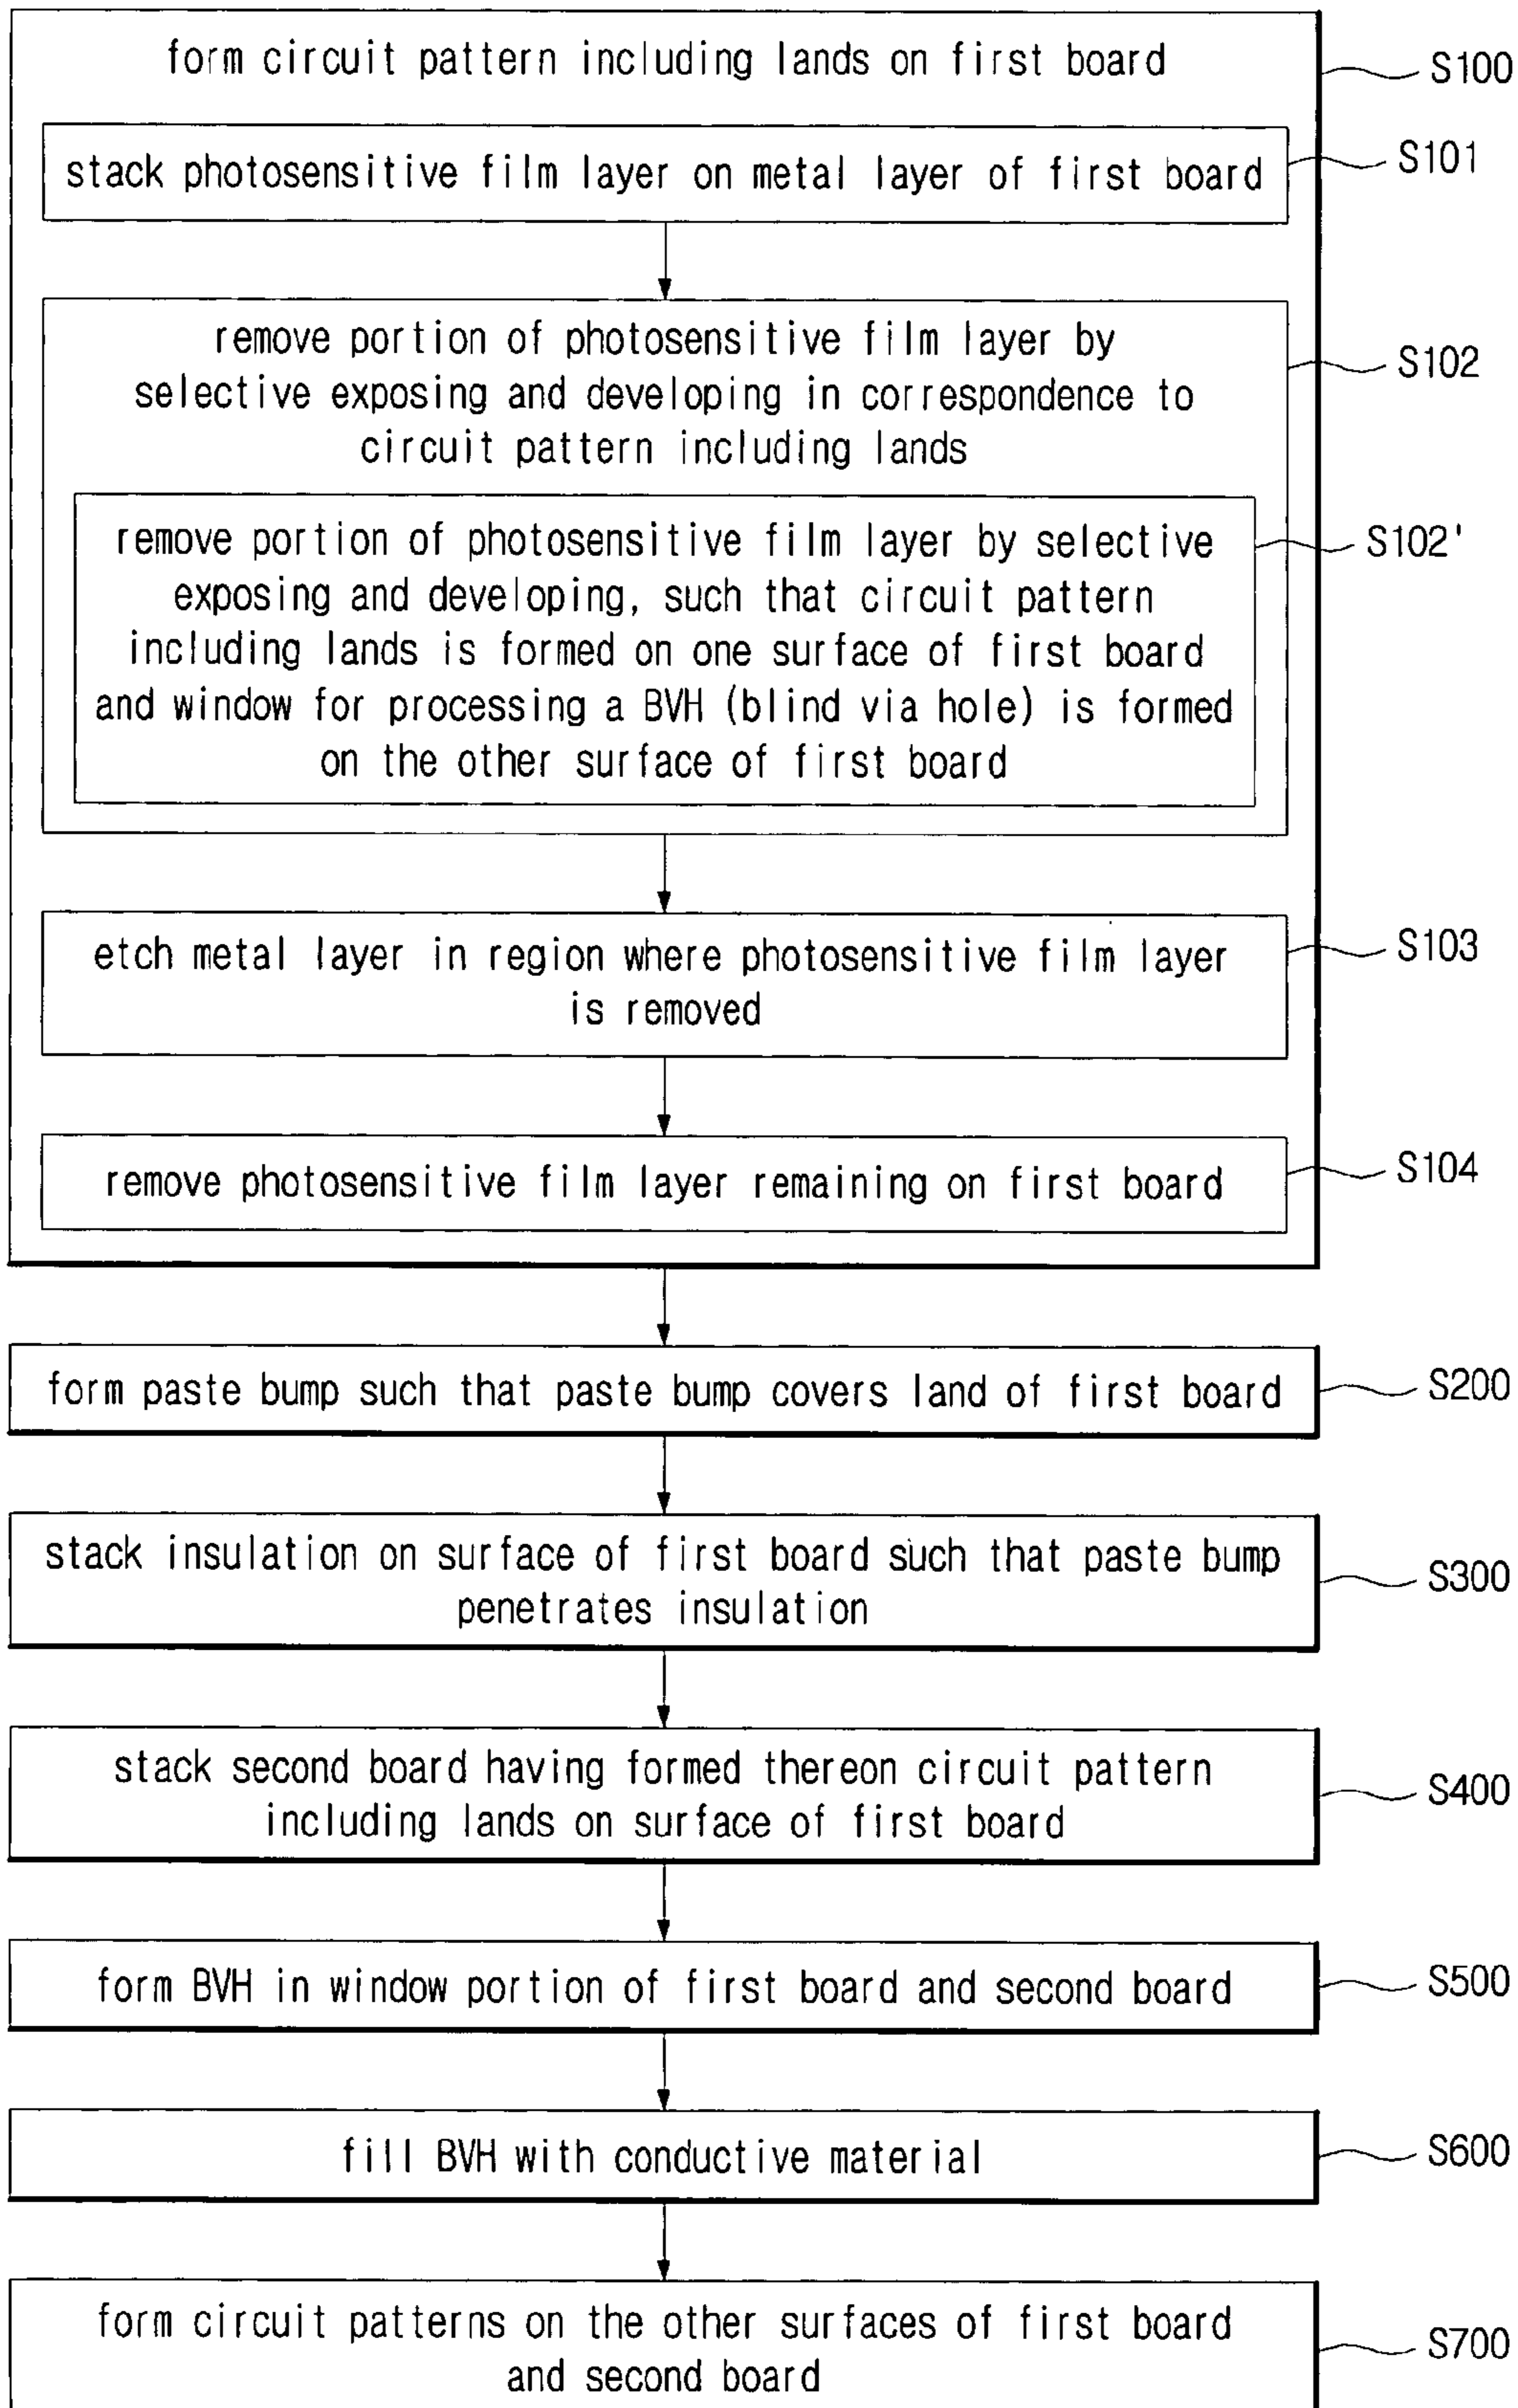 form circuit pattern including lands on first board
S100
stack photosensitive film layer on metal layer of first board
S101
remove portion of photosensitive film layer by
selective exposing and developing in correspondence to
circuit pattern including lands
S102
remove portion of photosensitive film layer by selective
exposing and developing, such that circuit pattern
including lands is formed on one surface of first board
and window for processing a BVH (blind via hole) is formed
on the other surface of first board
S102'
etch metal layer in region where photosensitive film layer
is removed
S103
remove photosensitive film layer remaining on first board
S104
form paste bump such that paste bump covers land of first board
S200
stack insulation on surface of first board such that paste bump
penetrates insulation
S300
stack second board having formed thereon circuit pattern
including lands on surface of first board
S400
form BVH in window portion of first board and second board
S500
fill BVH with conductive material
S600
form circuit patterns on the other surfaces of first board
and second board
S700